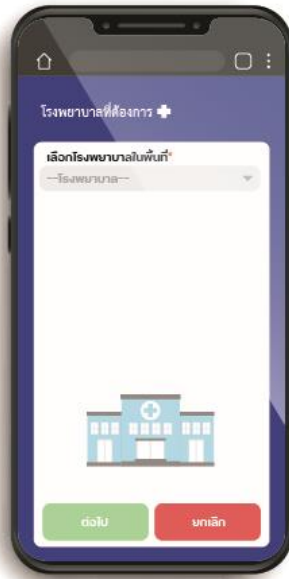 โรงพยาบาลที่ต้องการ
เลือกโรงพยาบาลในพื้นที่*
--โรงพยาบาล--
ต่อไป
ยกเลิก